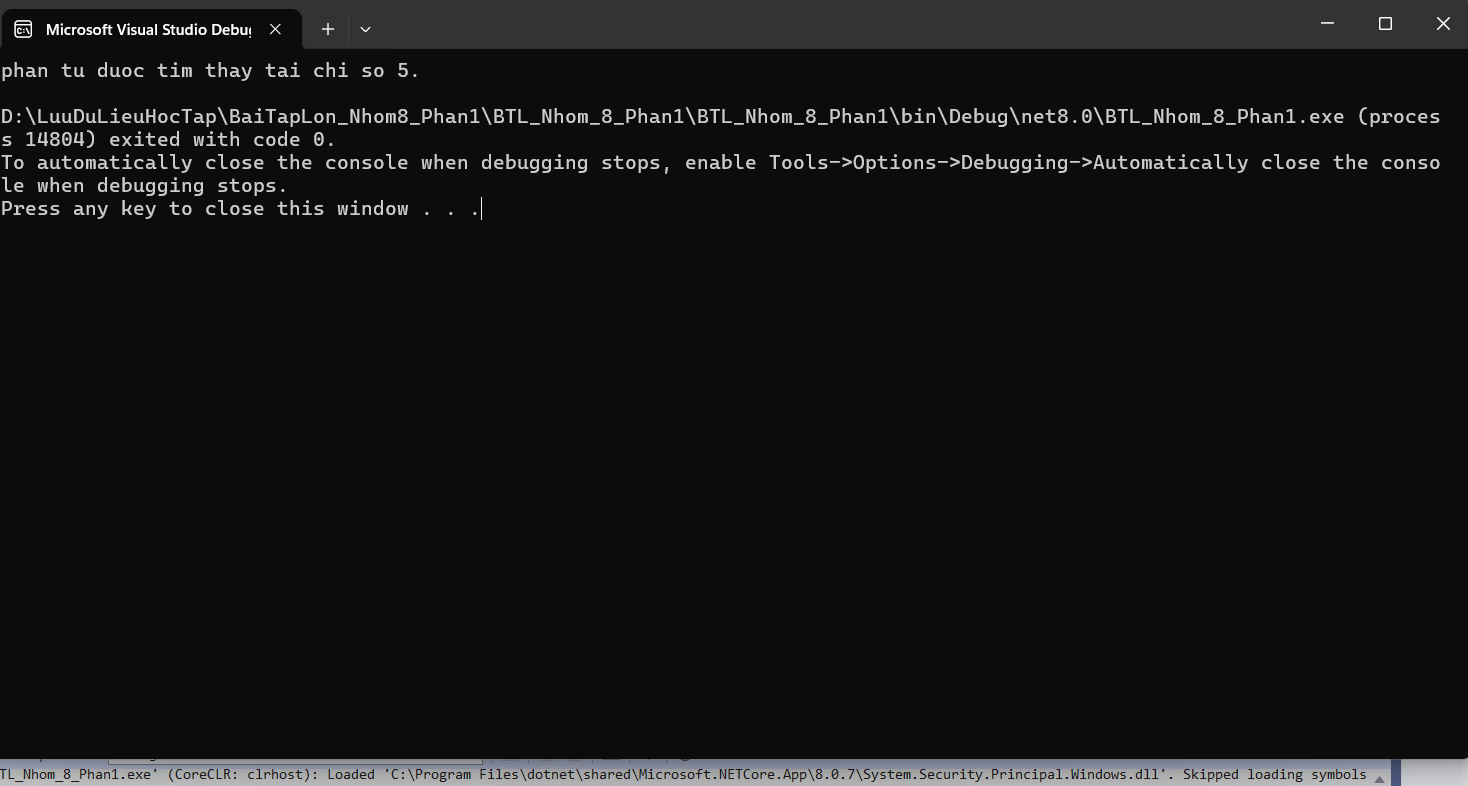 Microsoft Visual Studio Debu
phan tu duoc tim thay tai chi so 5.
D:\LuuDuLieuHocTap\BaiTapLon_Nhom8_Phan1\BTL_Nhom_8_Phan1\BTL_Nhom_8_Phan1\bin\Debug\net8.0\BTL_Nhom_8_Phan1.exe (proces
s 14804) exited with code 0.
To automatically close the console when debugging stops, enable Tools->Options->Debugging->Automatically close the conso
le when debugging stops.
Press any key to close this window . . .
TL_Nhom_8_Phan1.exe' (CoreCLR: clrhost): Loaded 'C:\Program Files\dotnet\shared\Microsoft.NETCore.App\8.0.7\System.Security.Principal.Windows.dll'. Skipped loading symbols